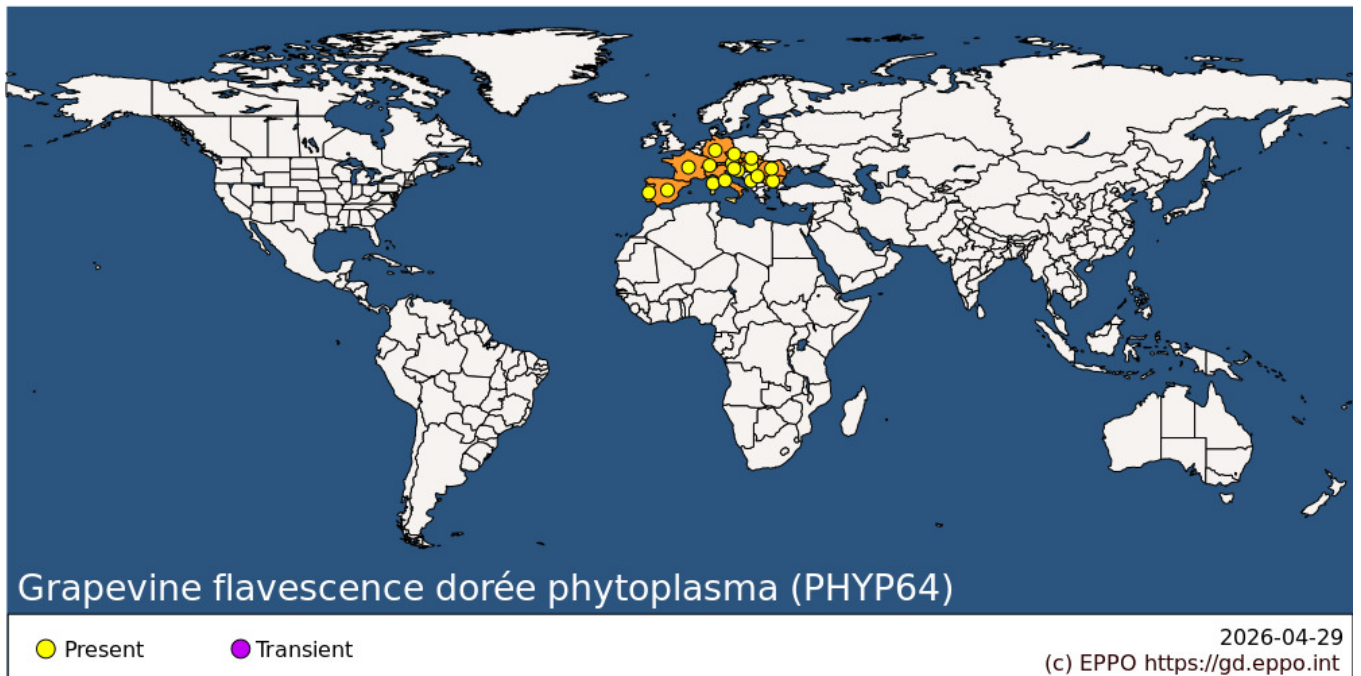 Grapevine flavescence dorée phytoplasma (PHYP64)
Present
Transient
2026-04-29
(c) EPPO https://gd.eppo.int